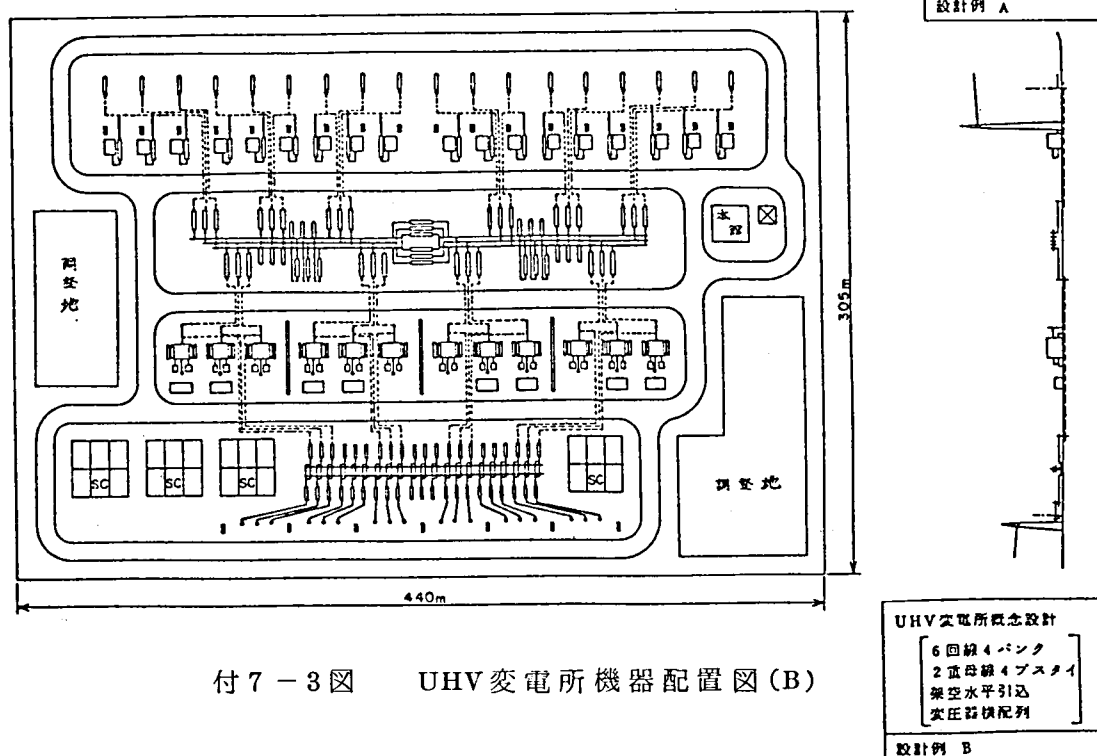 設計例 A
本館
調整地
305m
調整地
SC
SC
SC
SC
440m
UHV変電所概念設計
6回線4バンク
2重母線4ブスタイ
架空水平引込
変圧器横配列
設計例 B
付7-3図 UHV変電所機器配置図(B)